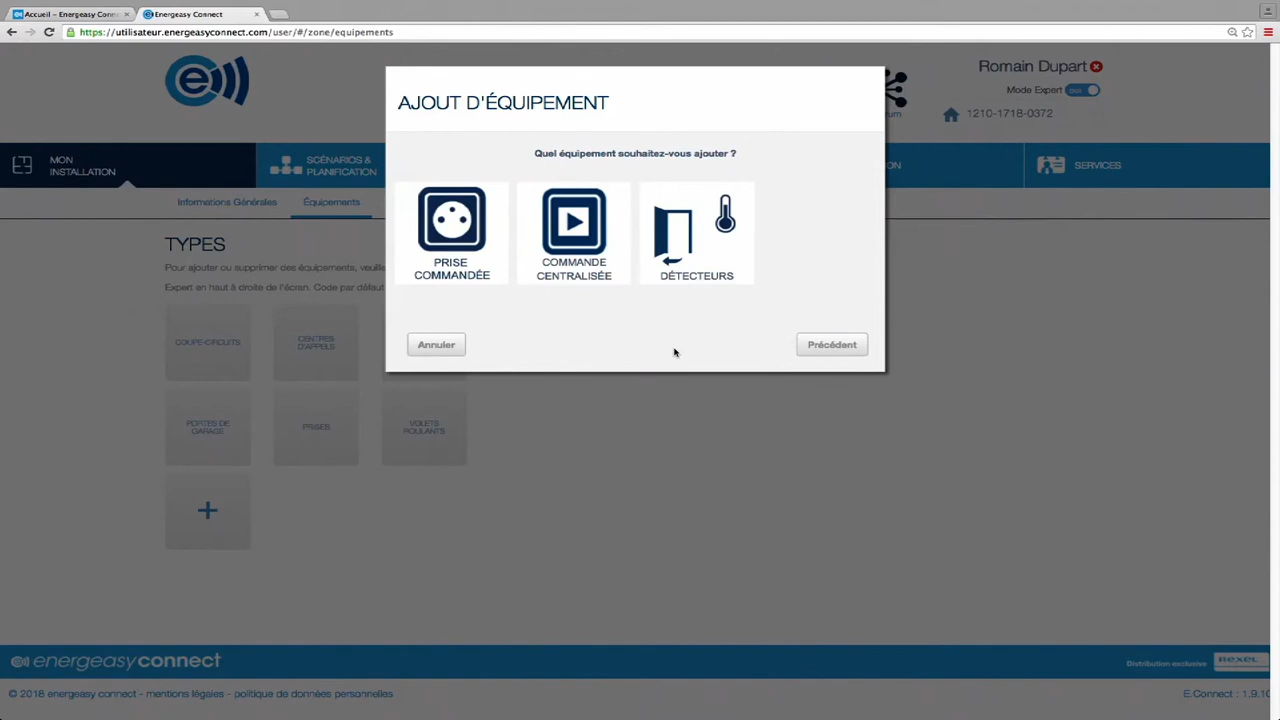 Accueil – Energeasy Conn
Energeasy Connect
https://utilisateur.energeasyconnect.com/user/#/zone/equipements
Romain Dupart
Mode Expert
1210-1718-0372
MON
INSTALLATION
SCÉNARIOS &
PLANIFICATION
SERVICES
Informations Générales
Équipements
TYPES
Pour ajouter ou supprimer des équipements, veuill
Expert en haut à droite de l'écran. Code par défaut
COUPE-CIRCUITS
CENTRES
D'APPELS
PORTES DE
GARAGE
PRISES
VOLETS
ROULANTS
+
AJOUT D'ÉQUIPEMENT
Quel équipement souhaitez-vous ajouter ?
PRISE
COMMANDÉE
COMMANDE
CENTRALISÉE
DÉTECTEURS
Annuler
Précédent
energeasyconnect
Distribution exclusive
REXEL
© 2018 energeasy connect - mentions légales - politique de données personnelles
E.Connect : 1.9.10